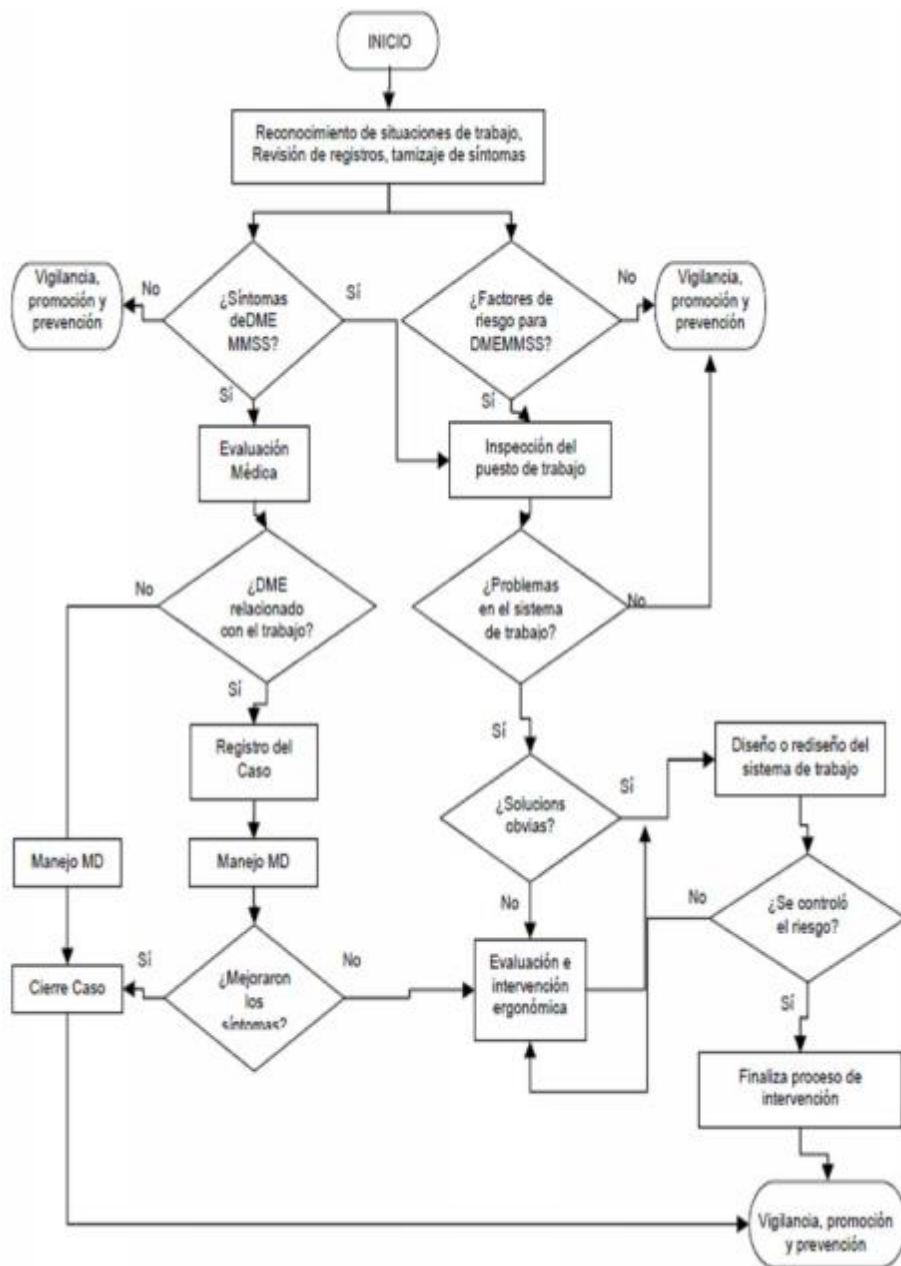 INICIO
Reconocimiento de situaciones de trabajo,
Revisión de registros, tamizaje de síntomas
Vigilancia,
promoción y
prevención
No
¿Síntomas
deDME
MMSS?
Sí
Sí
¿Factores de
riesgo para
DMEMMSS?
No
Vigilancia,
promoción y
prevención
Sí
Evaluación
Médica
Inspección del
puesto de trabajo
No
¿DME
relacionado
con el trabajo?
Sí
¿Problemas
en el sistema
de trabajo?
No
Sí
Registro del
Caso
¿Solucions
obvias?
Sí
Diseño o rediseño del
sistema de trabajo
Manejo MD
Manejo MD
No
No
¿Se controló
el riesgo?
Sí
Cierre Caso
Sí
¿Mejoraron
los
síntomas?
No
Evaluación e
intervención
ergonómica
Finaliza proceso de
intervención
Vigilancia, promoción
y prevención